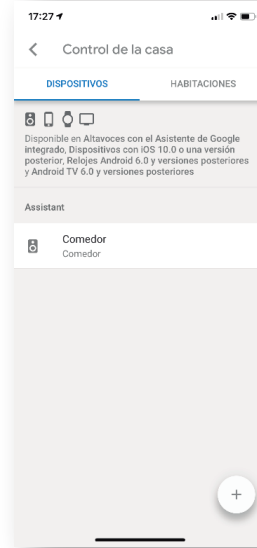 17:27
Control de la casa
DISPOSITIVOS HABITACIONES
Disponible en Altavoces con el Asistente de Google
integrado, Dispositivos con iOS 10.0 o una versión
posterior, Relojes Android 6.0 y versiones posteriores
y Android TV 6.0 y versiones posteriores
Assistant
Comedor
Comedor
+